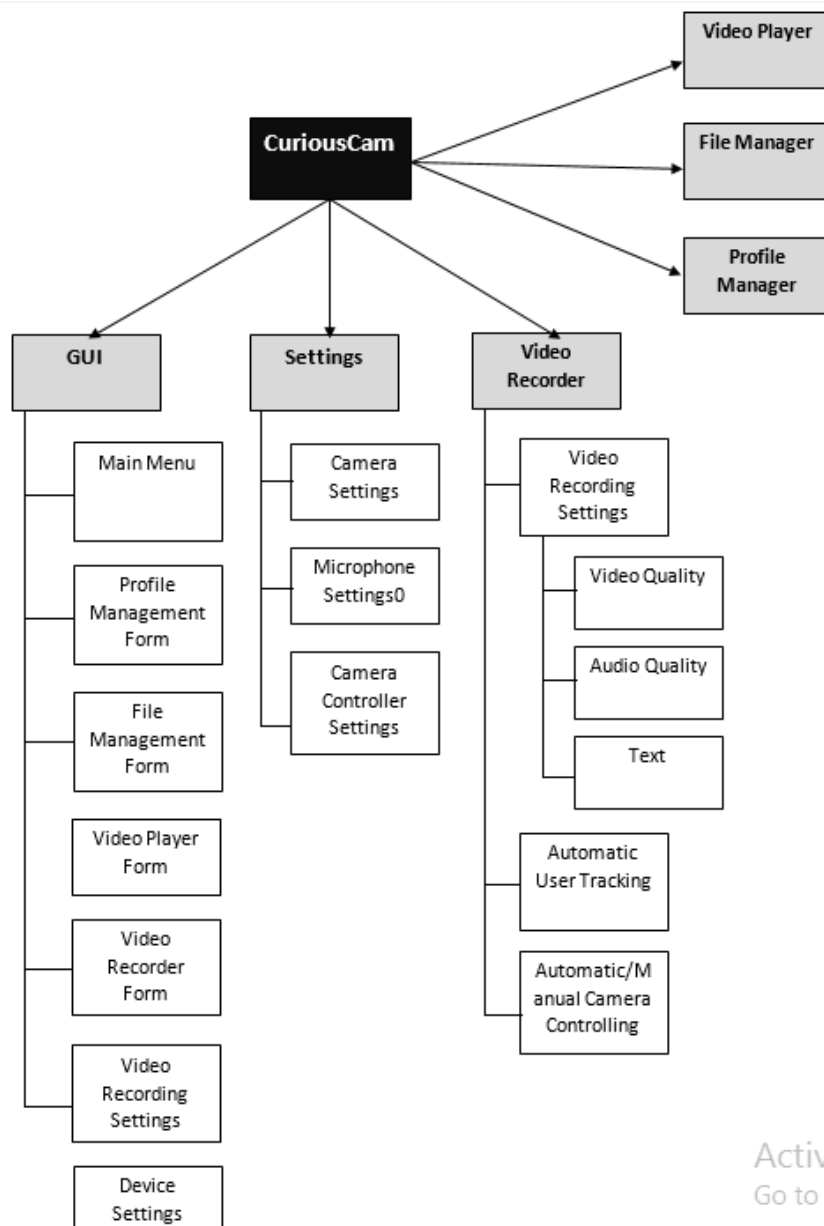 Video Player
CuriousCam
File Manager
Profile
Manager
GUI
Settings
Video
Recorder
Main Menu
Profile
Management
Form
File
Management
Form
Video Player
Form
Video
Recorder
Form
Video
Recording
Settings
Device
Settings
Camera
Settings
Microphone
Settings0
Camera
Controller
Settings
Video
Recording
Settings
Video Quality
Audio Quality
Text
Automatic
User Tracking
Automatic/M
anual Camera
Controlling
Activ
Go to